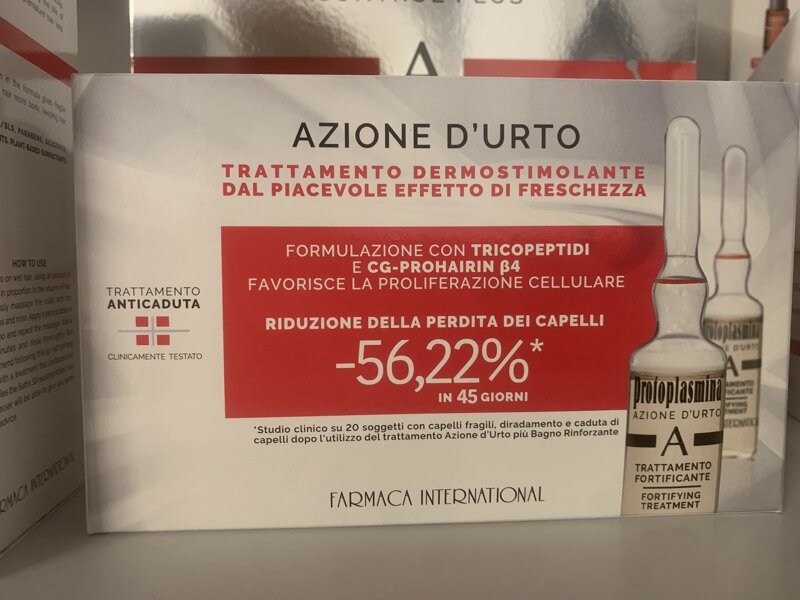 CONTROL PLUS
A
AZIONE D'URTO
TRATTAMENTO DERMOSTIMOLANTE
DAL PIACEVOLE EFFETTO DI FRESCHEZZA
FORMULAZIONE CON TRICOPEPTIDI
E CG-PROHAIRIN β4
FAVORISCE LA PROLIFERAZIONE CELLULARE
RIDUZIONE DELLA PERDITA DEI CAPELLI
-56,22%*
IN 45 GIORNI
TRATTAMENTO
ANTICADUTA
CLINICAMENTE TESTATO
*Studio clinico su 20 soggetti con capelli fragili, diradamento e caduta di
capelli dopo l'utilizzo del trattamento Azione d'Urto più Bagno Rinforzante
FARMACA INTERNATIONAL
protoplasmina
AZIONE D'URTO
A
TRATTAMENTO
FORTIFICANTE
FORTIFYING
TREATMENT
HOW TO USE